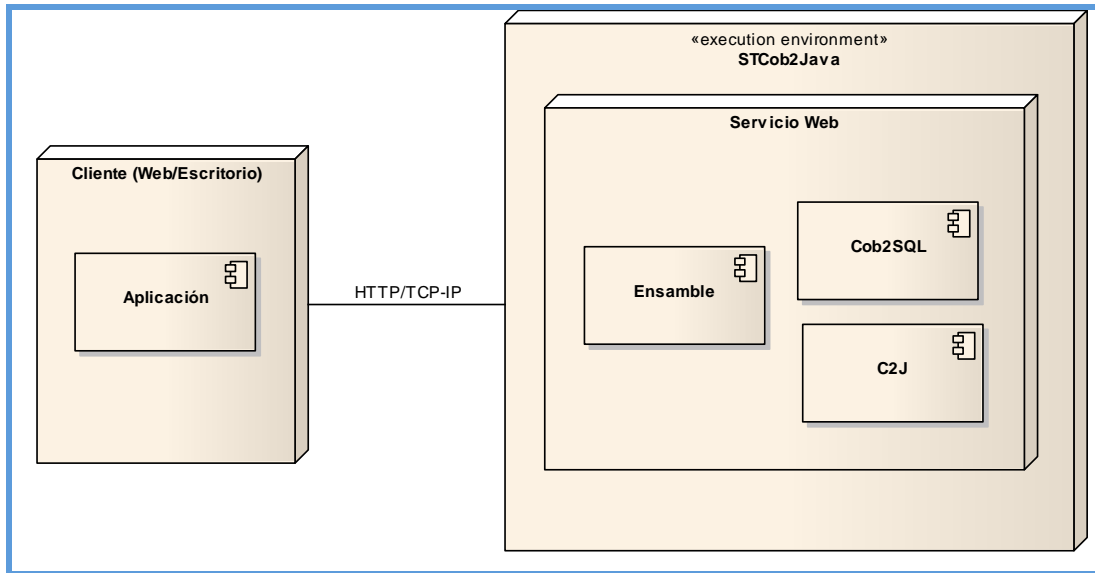 «execution environment»
STCob2Java
Servicio Web
Cliente (Web/Escritorio)
Cob2SQL
Aplicación
HTTP/TCP-IP
Ensamble
C2J